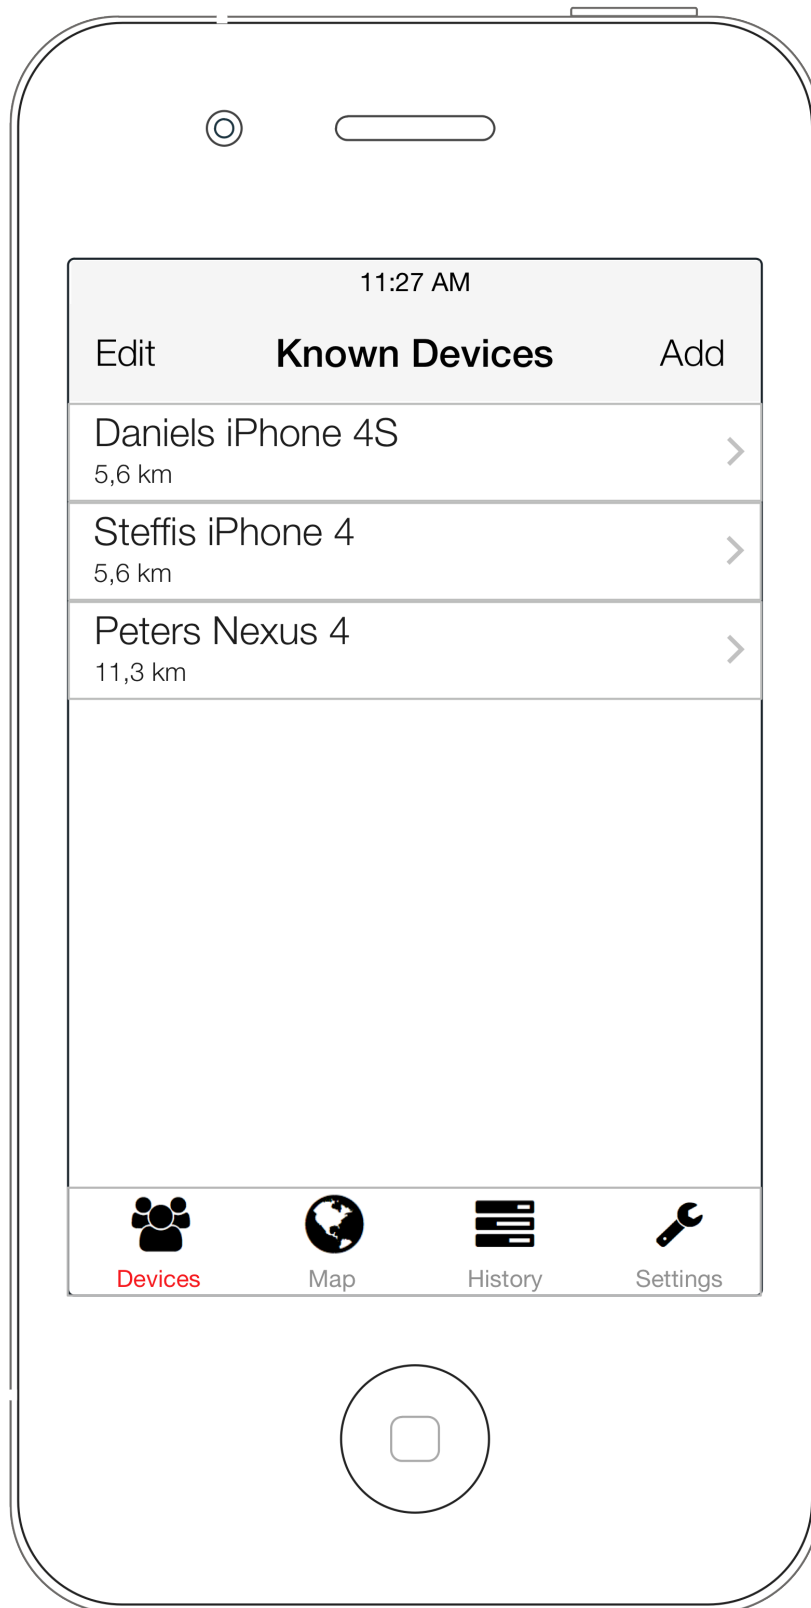 11:27 AM
Edit Known Devices Add
Daniels iPhone 4S
5,6 km
Steffis iPhone 4
5,6 km
Peters Nexus 4
11,3 km
Devices Map History Settings